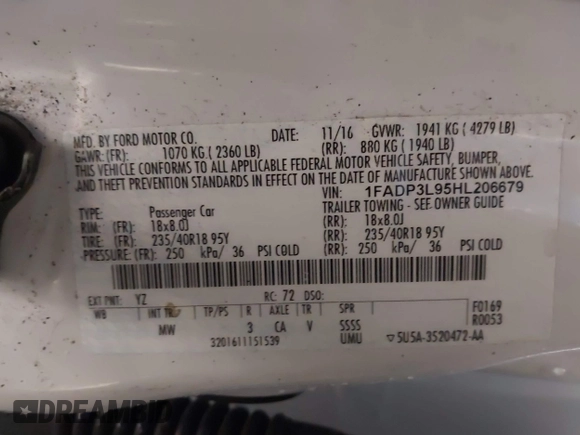 MFD. BY FORD MOTOR CO. DATE: 11/16 GVWR: 1941 KG ( 4279 LB)
GAWR: (FR): 1070 KG ( 2360 LB) (RR): 880 KG ( 1940 LB)
THIS VEHICLE CONFORMS TO ALL APPLICABLE FEDERAL MOTOR VEHICLE SAFETY, BUMPER,
AND THEFT PREVENTION STANDARDS IN EFFECT ON THE DATE OF MANUFACTURE SHOWN ABOVE.
VIN: 1FADP3L95HL206679
TYPE: Passenger Car TRAILER TOWING - SEE OWNER GUIDE
RIM: (FR): 18x8.0J (RR): 18x8.0J
TIRE: (FR): 235/40R18 95Y (RR): 235/40R18 95Y
PRESSURE: (FR): 250 kPa/ 36 PSI COLD (RR): 250 kPa/ 36 PSI COLD
EXT PNT: YZ RC: 72 DSO: F0169
WB INT TR TP/PS R AXLE TR SPR R0053
MW 3 CA V SSSS
3201611151539 UMU ▽5U5A-3520472-AA
DREAMBID